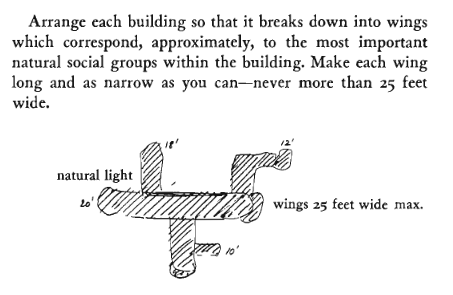 Arrange each building so that it breaks down into wings
which correspond, approximately, to the most important
natural social groups within the building. Make each wing
long and as narrow as you can—never more than 25 feet
wide.
18'
12'
natural light
20'
wings 25 feet wide max.
10'